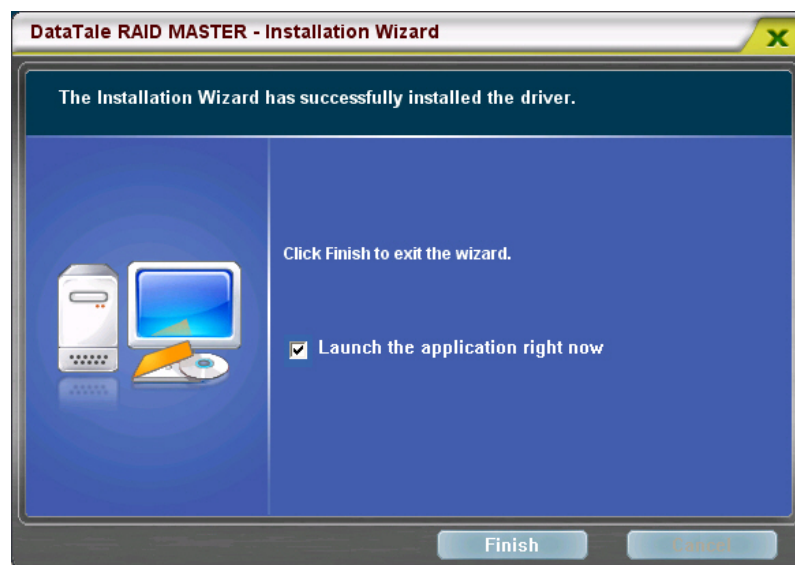 DataTale RAID MASTER - Installation Wizard
The Installation Wizard has successfully installed the driver.
Click Finish to exit the wizard.
Launch the application right now
Finish
Cancel